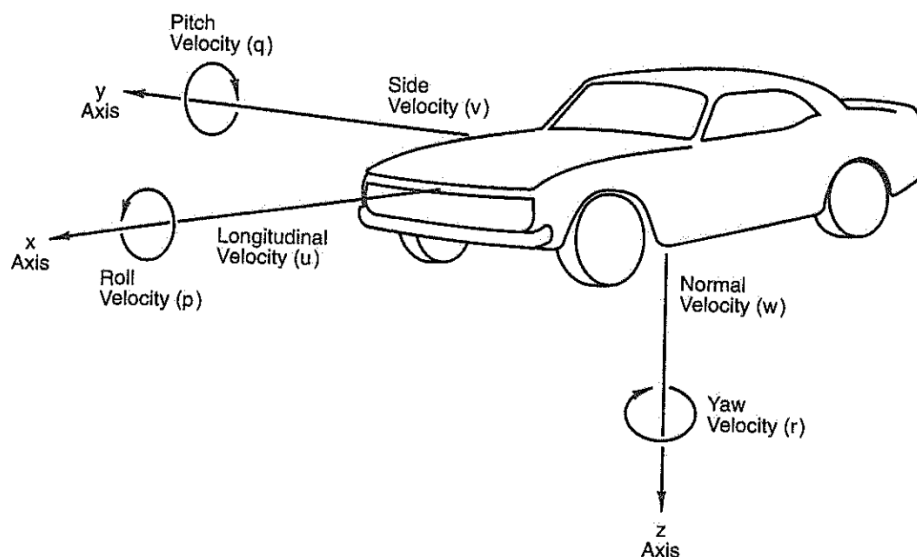 Pitch
Velocity (q)
y
Axis
Side
Velocity (v)
x
Axis
Longitudinal
Velocity (u)
Roll
Velocity (p)
Normal
Velocity (w)
Yaw
Velocity (r)
z
Axis